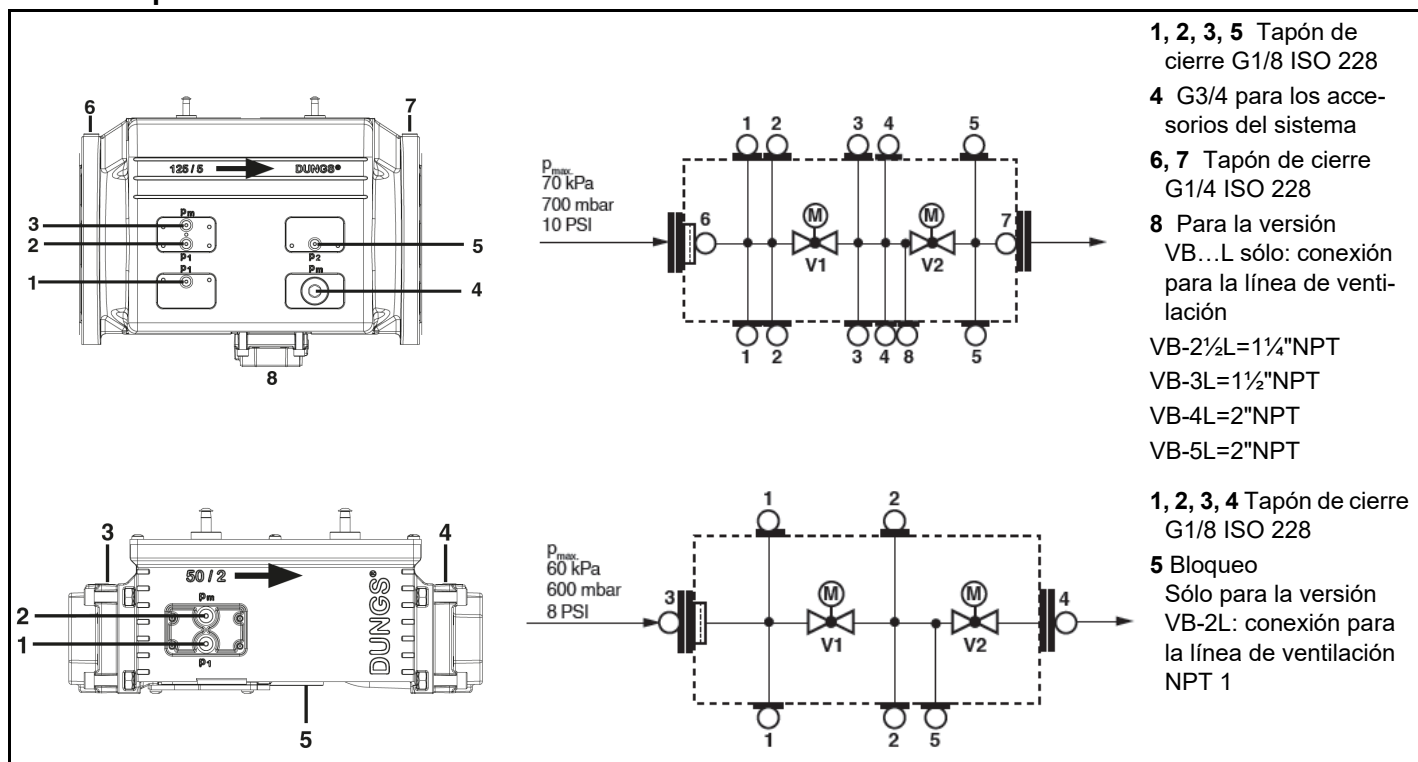 6
7
125 / 5
DUNGS®
Pm
3
2
P1
P1
1
5
P2
Pm
4
8
1 2 3 4 5
Pmax.
70 kPa
700 mbar
10 PSI
6
M
M
7
V1
V2
1 2 3 4 8 5
1, 2, 3, 5 Tapón de
cierre G1/8 ISO 228
4 G3/4 para los acce-
sorios del sistema
6, 7 Tapón de cierre
G1/4 ISO 228
8 Para la versión
VB…L sólo: conexión
para la línea de venti-
lación
VB-2½L=1¼"NPT
VB-3L=1½"NPT
VB-4L=2"NPT
VB-5L=2"NPT
3
4
50 / 2
Pm
2
1
P1
DUNGS®
5
1 2
Pmax.
60 kPa
600 mbar
8 PSI
3
M
M
4
V1
V2
1 2 5
1, 2, 3, 4 Tapón de cierre
G1/8 ISO 228
5 Bloqueo
Sólo para la versión
VB-2L: conexión para
la línea de ventilación
NPT 1